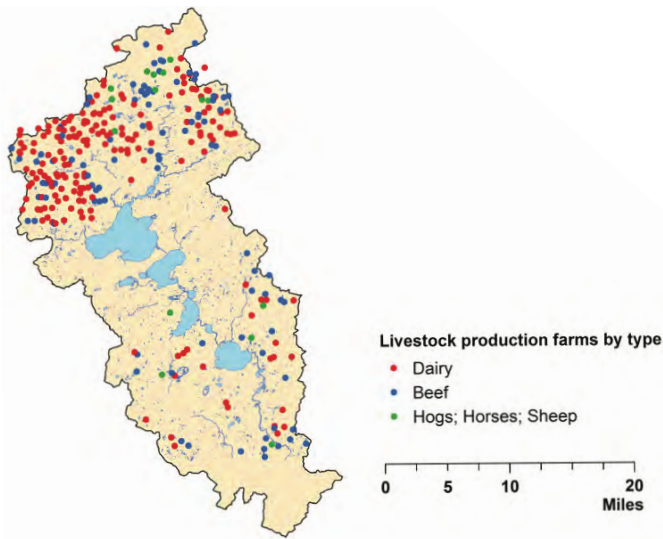 Livestock production farms by type
Dairy
Beef
Hogs; Horses; Sheep
0 5 10 20
Miles